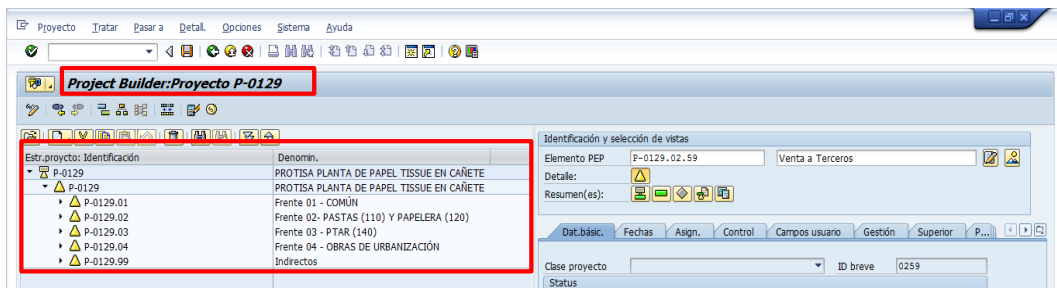 Proyecto Tratar Pasar a Detall. Opciones Sistema Ayuda
Project Builder:Proyecto P-0129
Identificación y selección de vistas
Estr.proycto: Identificación Denomin.
Elemento PEP P-0129.02.59 Venta a Terceros
P-0129 PROTISA PLANTA DE PAPEL TISSUE EN CAÑETE
Detalle:
P-0129 PROTISA PLANTA DE PAPEL TISSUE EN CAÑETE
Resumen(es):
P-0129.01 Frente 01 - COMÚN
P-0129.02 Frente 02- PASTAS (110) Y PAPELERA (120)
P-0129.03 Frente 03 - PTAR (140)
Dat.básic. Fechas Asign. Control Campos usuario Gestión Superior P...
P-0129.04 Frente 04 - OBRAS DE URBANIZACIÓN
P-0129.99 Indirectos
Clase proyecto ID breve 0259
Status